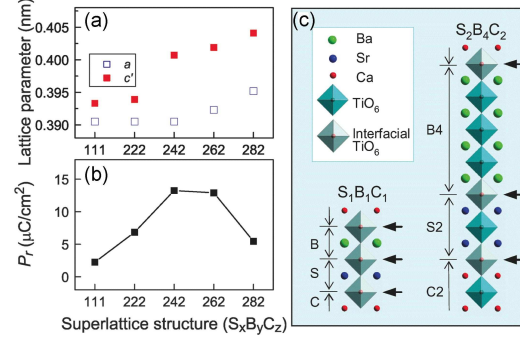 (a)
Lattice parameter (nm)
0.405
0.400
0.395
0.390
a
c'
111 222 242 262 282
(b)
Pr (μC/cm²)
15
10
5
0
111 222 242 262 282
Superlattice structure (SxByCz)
(c)
Ba
Sr
Ca
TiO6
Interfacial
TiO6
S1B1C1
B
S
C
S2B4C2
B4
S2
C2